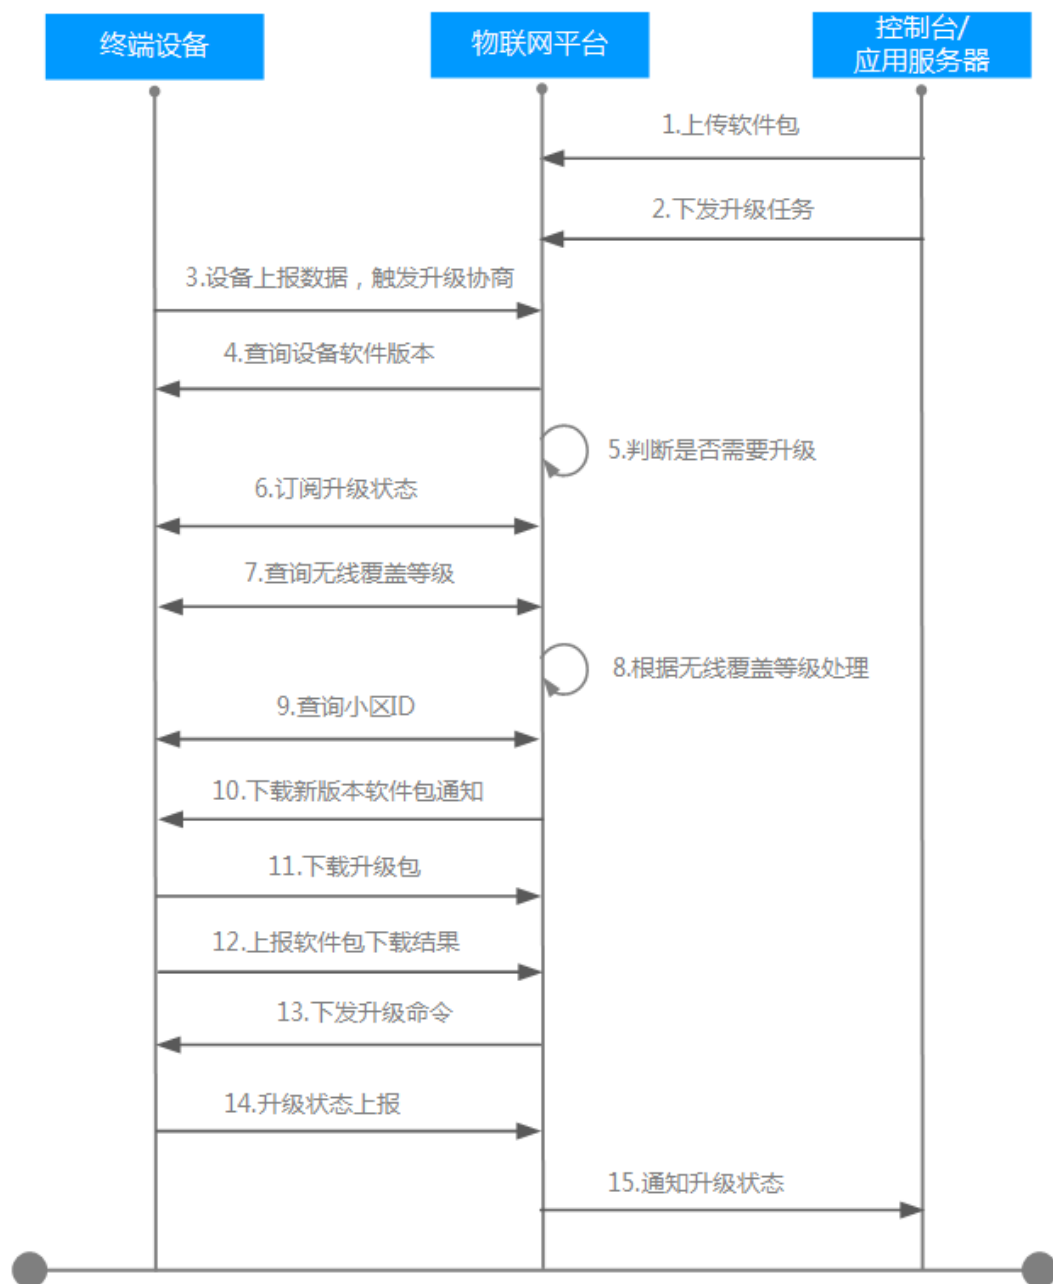 终端设备
物联网平台
控制台/
应用服务器
1.上传软件包
2.下发升级任务
3.设备上报数据，触发升级协商
4.查询设备软件版本
5.判断是否需要升级
6.订阅升级状态
7.查询无线覆盖等级
8.根据无线覆盖等级处理
9.查询小区ID
10.下载新版本软件包通知
11.下载升级包
12.上报软件包下载结果
13.下发升级命令
14.升级状态上报
15.通知升级状态